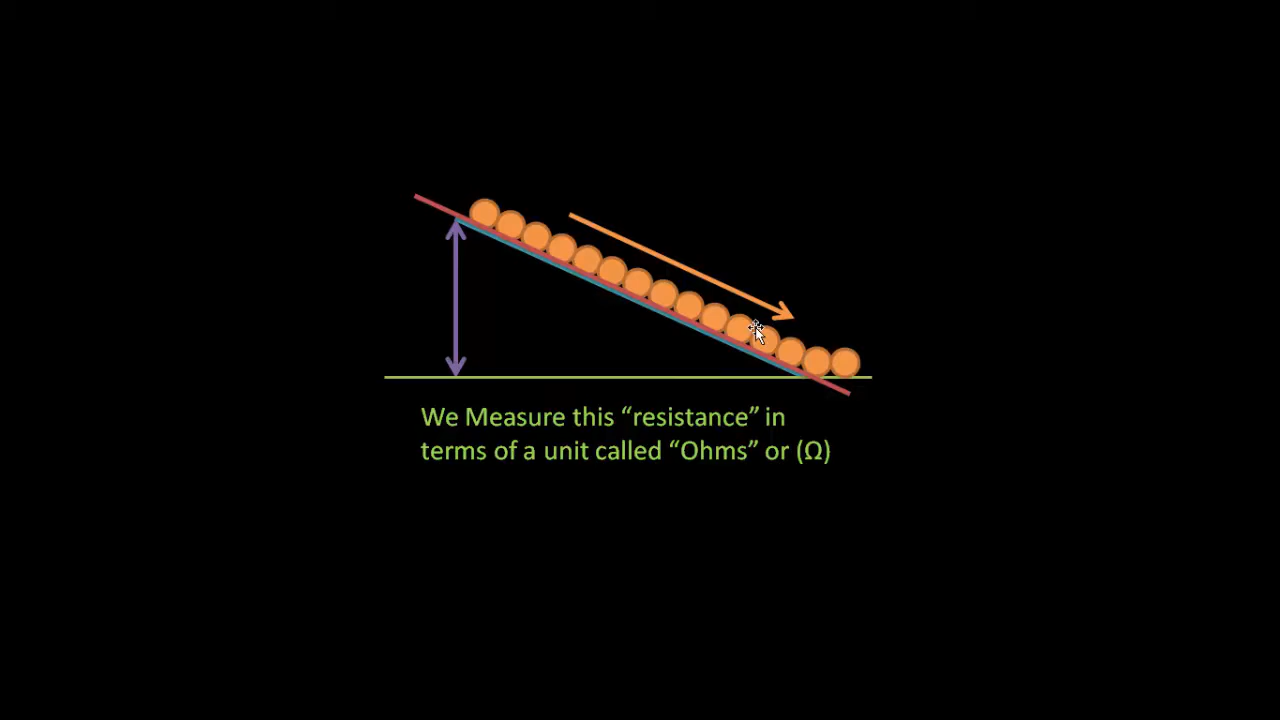 We Measure this “resistance” in
terms of a unit called “Ohms” or (Ω)